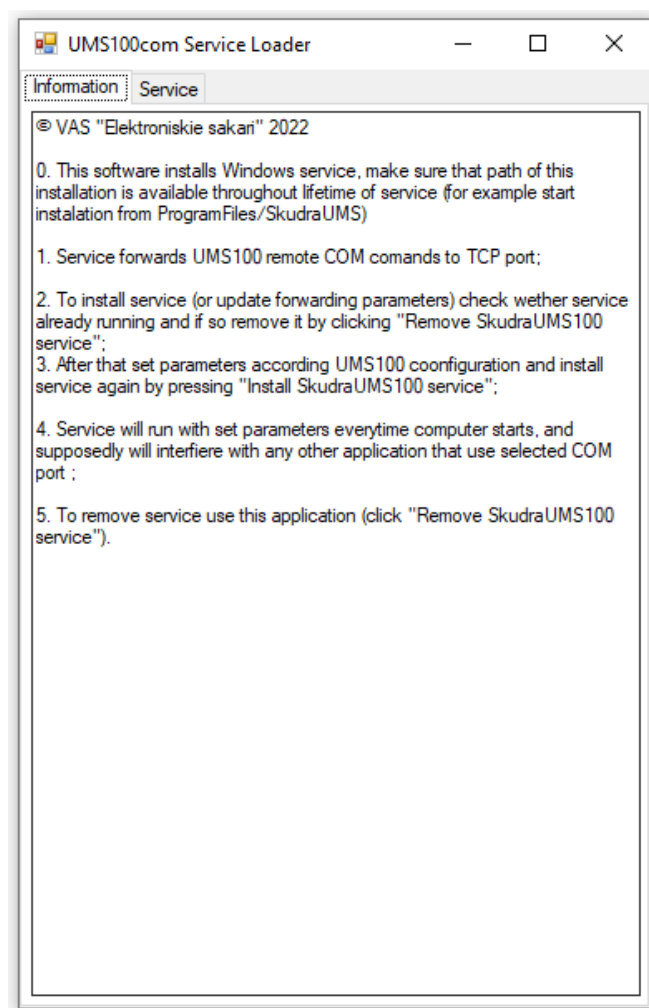 UMS100com Service Loader
Information
Service
© VAS "Elektroniskie sakari" 2022
0. This software installs Windows service, make sure that path of this
installation is available throughout lifetime of service (for example start
instalation from ProgramFiles/SkudraUMS)
1. Service forwards UMS100 remote COM comands to TCP port;
2. To install service (or update forwarding parameters) check wether service
already running and if so remove it by clicking "Remove SkudraUMS100
service";
3. After that set parameters according UMS100 coonfiguration and install
service again by pressing "Install SkudraUMS100 service";
4. Service will run with set parameters everytime computer starts, and
supposedly will interfiere with any other application that use selected COM
port ;
5. To remove service use this application (click "Remove SkudraUMS100
service").